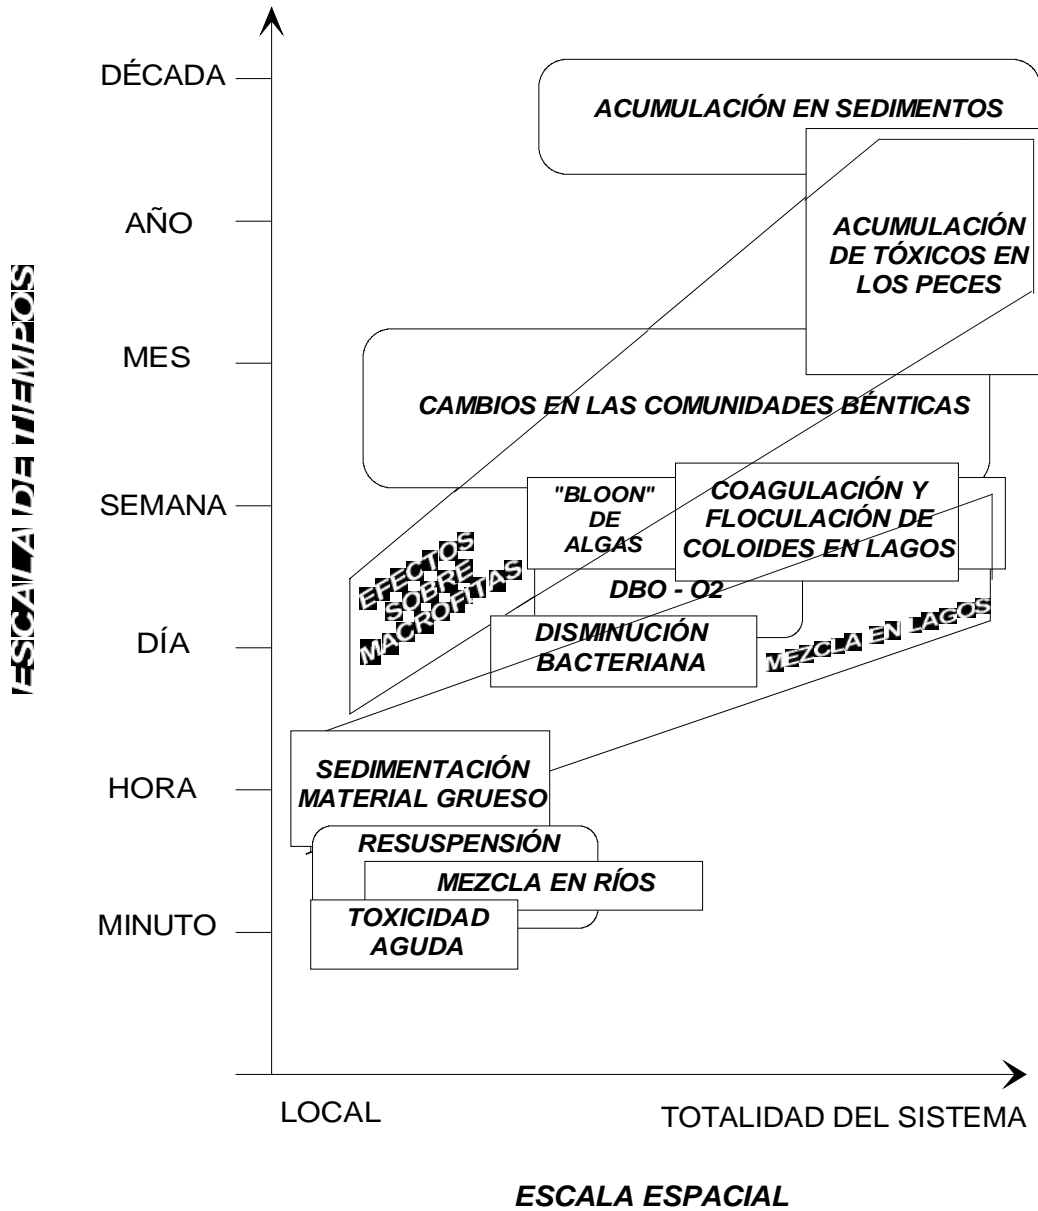 DÉCADA
ACUMULACIÓN EN SEDIMENTOS
AÑO
ACUMULACIÓN
DE TÓXICOS EN
LOS PECES
ESCALA DE TIEMPOS
MES
CAMBIOS EN LAS COMUNIDADES BÉNTICAS
SEMANA
"BLOON"
DE
ALGAS
COAGULACIÓN Y
FLOCULACIÓN DE
COLOIDES EN LAGOS
EFECTOS
SOBRE
MACROFITAS
DBO - O2
MEZCLA EN LAGOS
DÍA
DISMINUCIÓN
BACTERIANA
HORA
SEDIMENTACIÓN
MATERIAL GRUESO
RESUSPENSIÓN
MEZCLA EN RÍOS
MINUTO
TOXICIDAD
AGUDA
LOCAL
TOTALIDAD DEL SISTEMA
ESCALA ESPACIAL